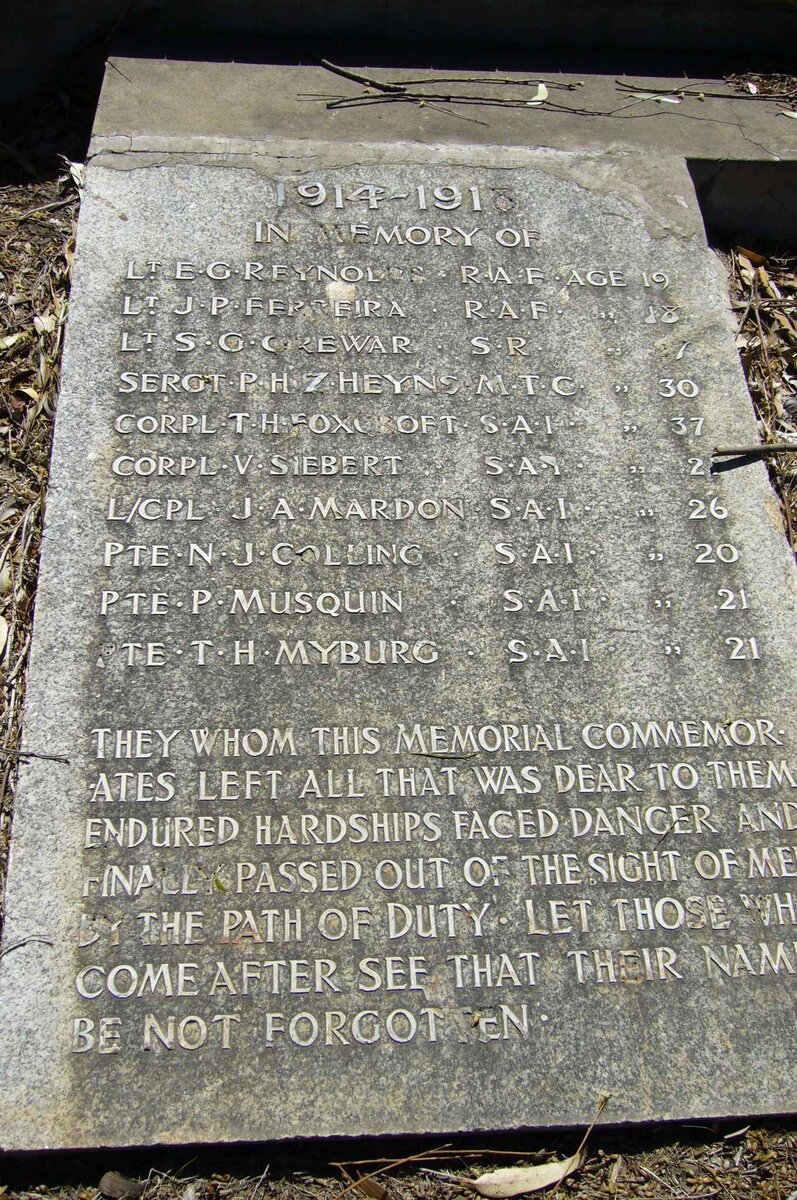 1914-1918
IN MEMORY OF
LT E·G·REYNOLDS · R·A·F· AGE 19
LT J·P·FERREIRA · R·A·F· „ 18
LT S·G·GREWAR S·R· „
SERGT·P·H·Z·HEYNS·M·T·C· „ 30
CORPL·T·H·FOXCROFT·S·A·I· „ 37
CORPL·V·SIEBERT · S·A·I· „
L/CPL·J·A·MARDON·S·A·I· „ 26
PTE·N·J·COLLING · S·A·I· „ 20
PTE·P·MUSQUIN · S·A·I· „ 21
PTE·T·H·MYBURG · S·A·I· „ 21
THEY WHOM THIS MEMORIAL COMMEMOR·
·ATES LEFT ALL THAT WAS DEAR TO THEM
ENDURED HARDSHIPS FACED DANGER AND
FINALLY PASSED OUT OF THE SIGHT OF MEN
BY THE PATH OF DUTY· LET THOSE WHO
COME AFTER SEE THAT THEIR NAME
BE NOT FORGOTTEN·